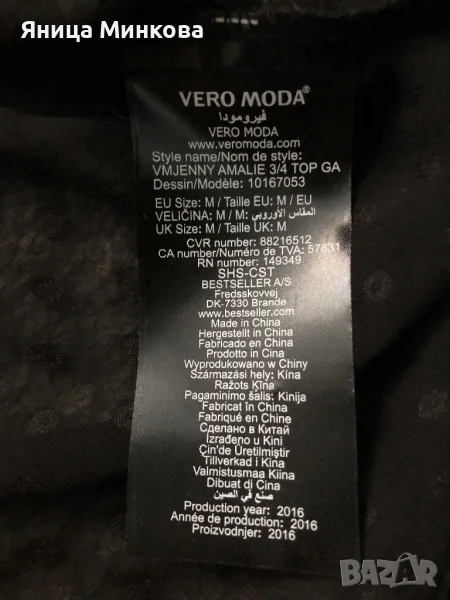 Яница Минкова
VERO MODA®
فيرومودا
VERO MODA
www.veromoda.com
Style name/Nom de style:
VMJENNY AMALIE 3/4 TOP GA
Dessin/Modèle: 10167053
EU Size: M / Taille EU: M / EU
VELIČINA: M / M: المقاس الأوروبي
UK Size: M / Taille UK: M
CVR number: 88216512
CA number/Numéro de TVA: 57831
RN number: 149349
SHS-CST
BESTSELLER A/S
Fredsskovvej
DK-7330 Brande
www.bestseller.com
Made in China
Hergestellt in China
Fabricado en China
Prodotto in Cina
Wyprodukowano w Chiny
Származási hely: Kína
Ražots Ķīna
Pagaminimo šalis: Kinija
Fabricat in China
Fabriqué en Chine
Сделано в Китай
Izrađeno u Kini
Çin'de Üretilmiştir
Tillverkad i Kina
Valmistusmaa Kiina
Dibuat di Cina
صنع في الصين
Production year: 2016
Année de production: 2016
Proizvodnjer: 2016
BAZAR